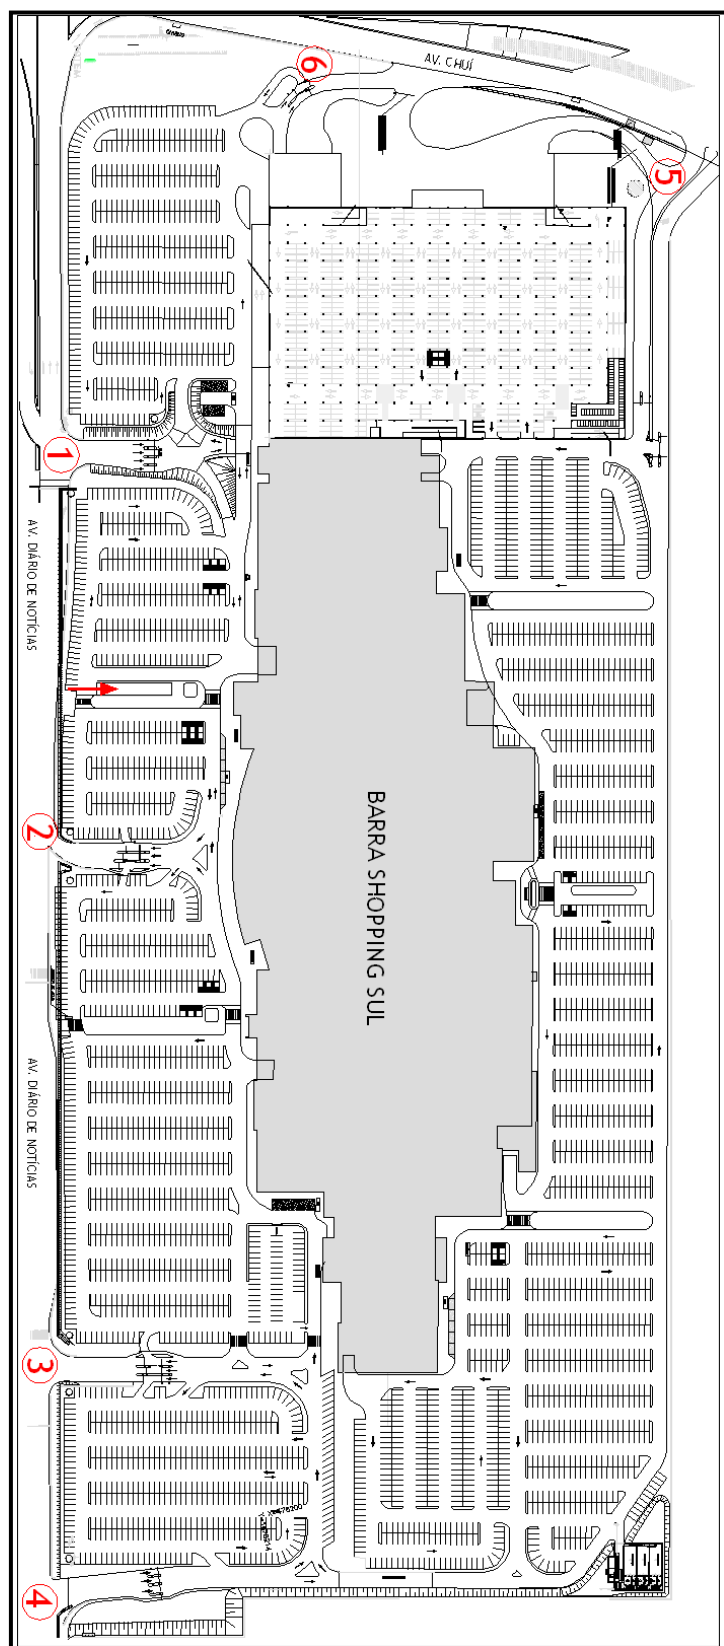 AV. CHUÍ
6
5
1
AV. DIÁRIO DE NOTÍCIAS
2
BARRA SHOPPING SUL
AV. DIÁRIO DE NOTÍCIAS
3
4